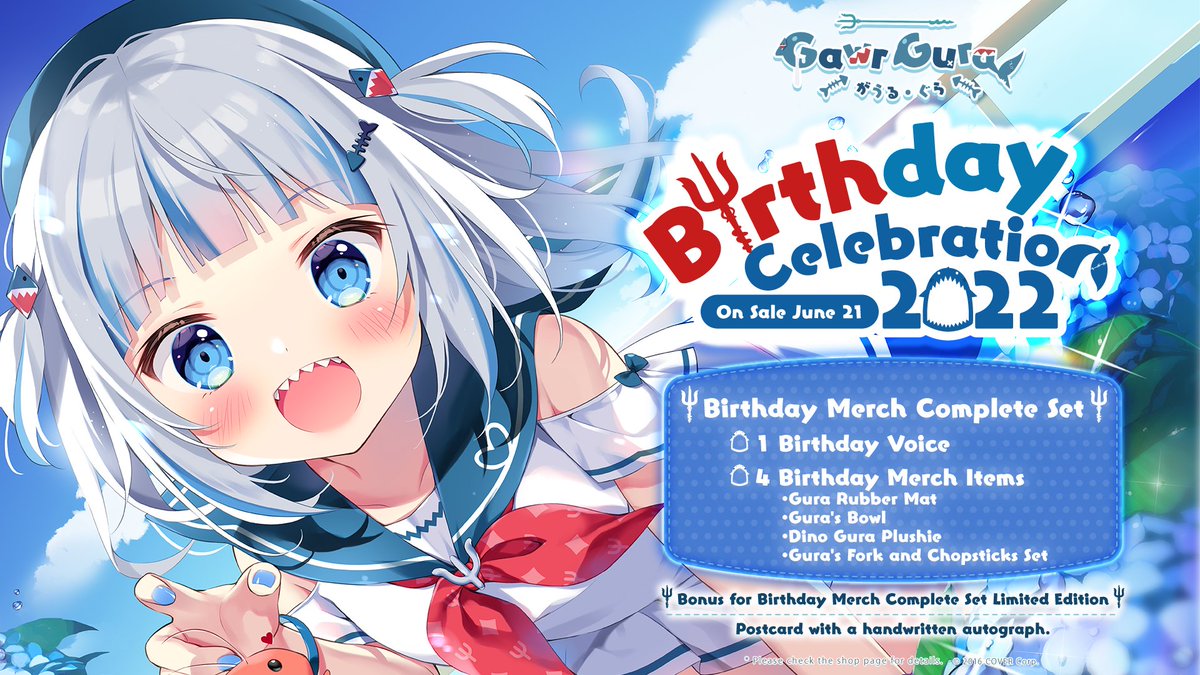 Gawr Gura
がうる・ぐら
Birthday
Celebration
On Sale June 21
2022
Birthday Merch Complete Set
1 Birthday Voice
4 Birthday Merch Items
•Gura Rubber Mat
•Gura's Bowl
•Dino Gura Plushie
•Gura's Fork and Chopsticks Set
Bonus for Birthday Merch Complete Set Limited Edition
Postcard with a handwritten autograph.
* Please check the shop page for details. © 2016 COVER Corp.